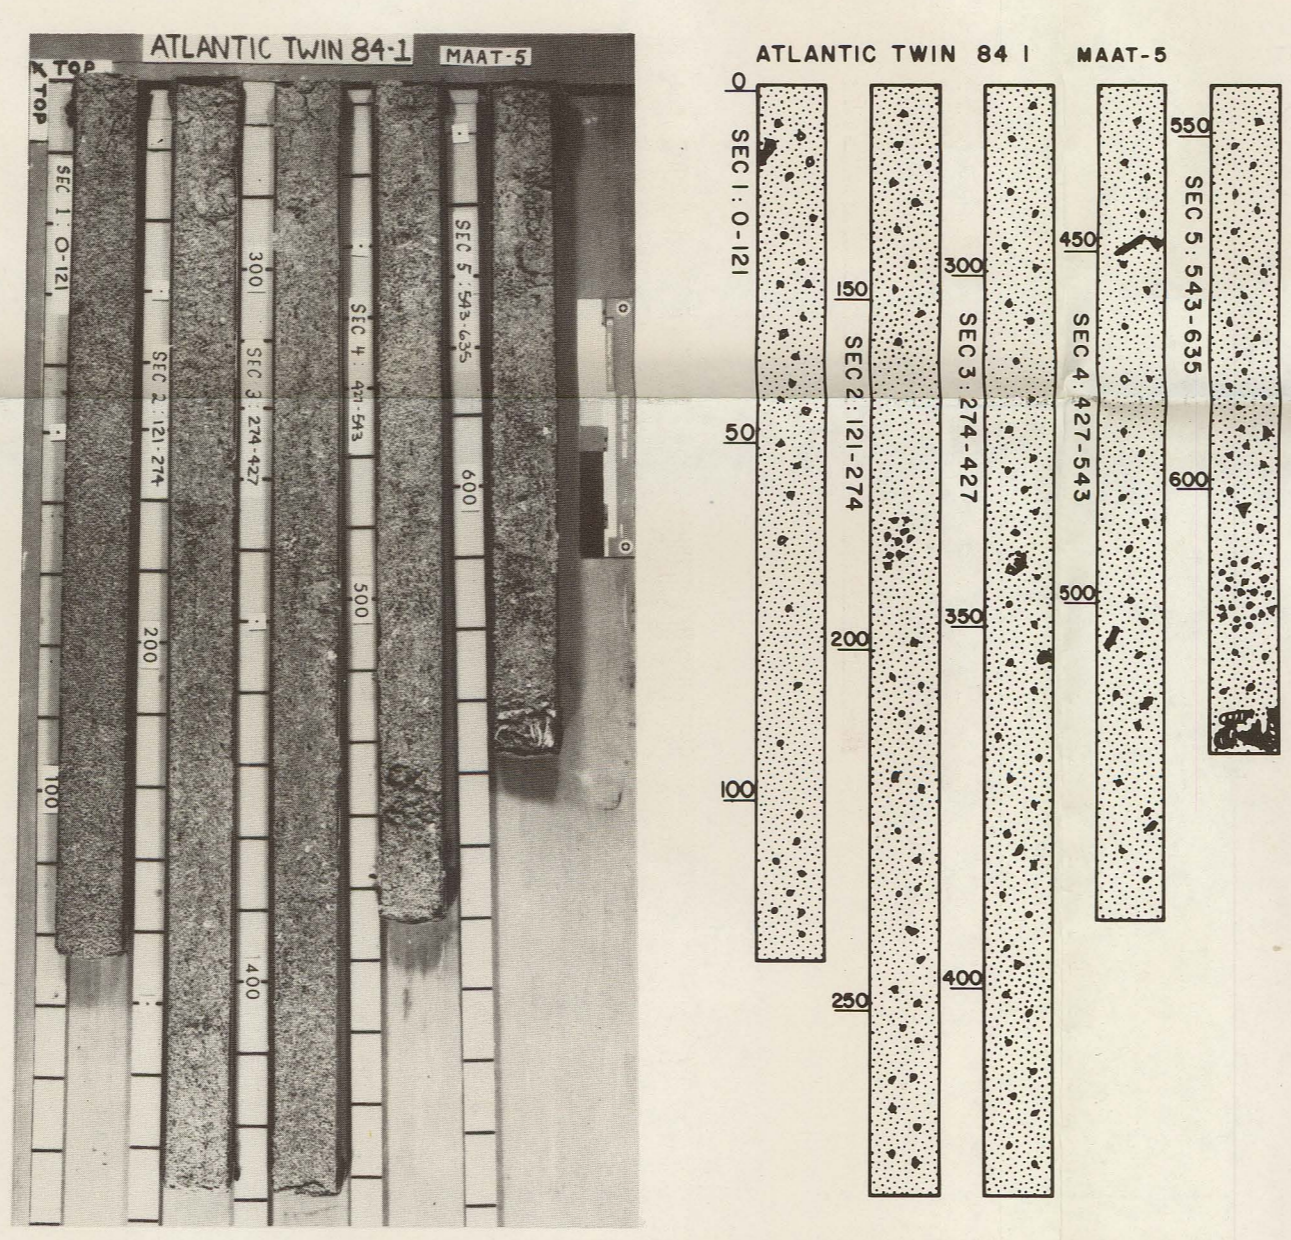 ATLANTIC TWIN 84-1
MAAT-5
X TOP
TOP
SEC 1 : 0-121
100
SEC 2 : 121-274
200
300
SEC 3 : 274-427
400
SEC 4 : 427-543
500
SEC 5 : 543-635
600
ATLANTIC TWIN 84 1 MAAT-5
0
SEC 1 : 0-121
50
100
150
SEC 2 : 121-274
200
250
300
SEC 3 : 274-427
350
400
450
SEC 4 427-543
500
550
SEC 5 543-635
600